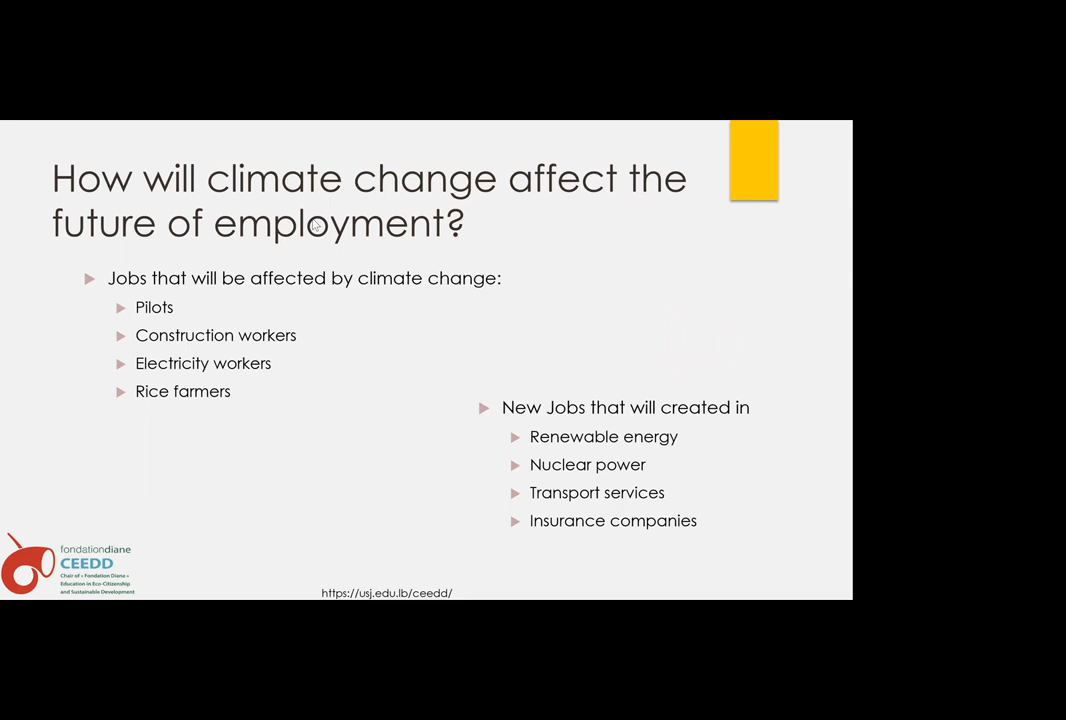 How will climate change affect the
future of employment?
Jobs that will be affected by climate change:
Pilots
Construction workers
Electricity workers
Rice farmers
New Jobs that will created in
Renewable energy
Nuclear power
Transport services
Insurance companies
fondationdiane
CEEDD
Chair of « Fondation Diane »
Education in Eco-Citizenship
and Sustainable Development
https://usj.edu.lb/ceedd/